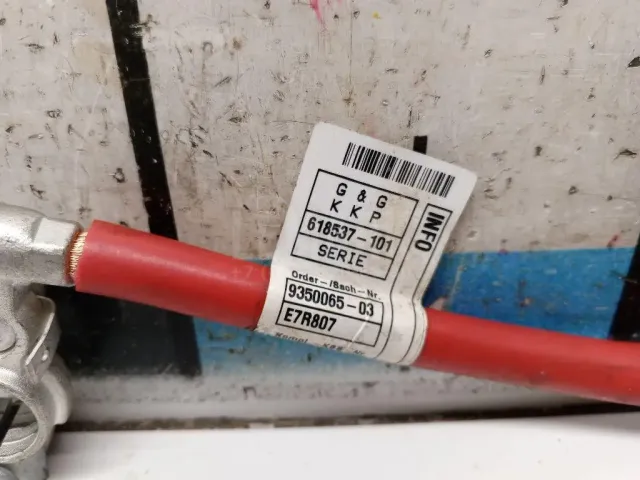 G & G
K K P
618537-101
SERIE
INFO
Order-/Sach-Nr.
9350065-03
E7R807